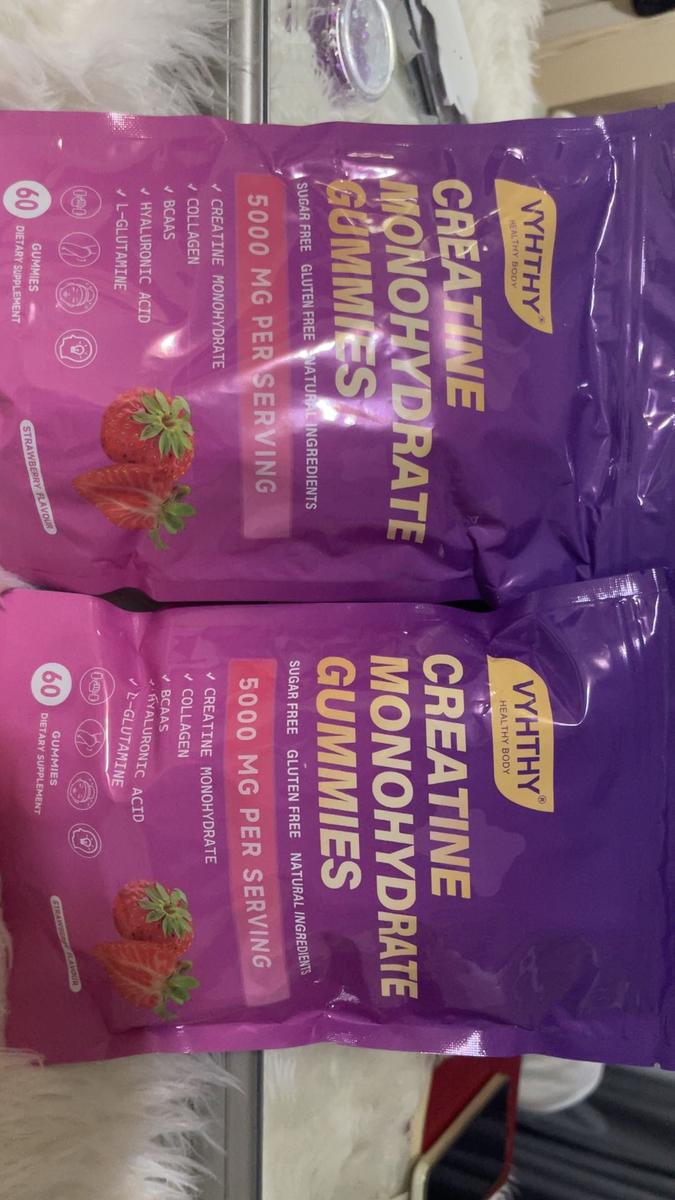 VYHTHY®
HEALTHY BODY
CREATINE
MONOHYDRATE
GUMMIES
SUGAR FREE GLUTEN FREE NATURAL INGREDIENTS
5000 MG PER SERVING
✓ CREATINE MONOHYDRATE
✓ COLLAGEN
✓ BCAAS
✓ HYALURONIC ACID
✓ L-GLUTAMINE
60 GUMMIES
DIETARY SUPPLEMENT
STRAWBERRY FLAVOUR
VYHTHY®
HEALTHY BODY
CREATINE
MONOHYDRATE
GUMMIES
SUGAR FREE GLUTEN FREE NATURAL INGREDIENTS
5000 MG PER SERVING
✓ CREATINE MONOHYDRATE
✓ COLLAGEN
✓ BCAAS
✓ HYALURONIC ACID
✓ L-GLUTAMINE
60 GUMMIES
DIETARY SUPPLEMENT
STRAWBERRY FLAVOUR